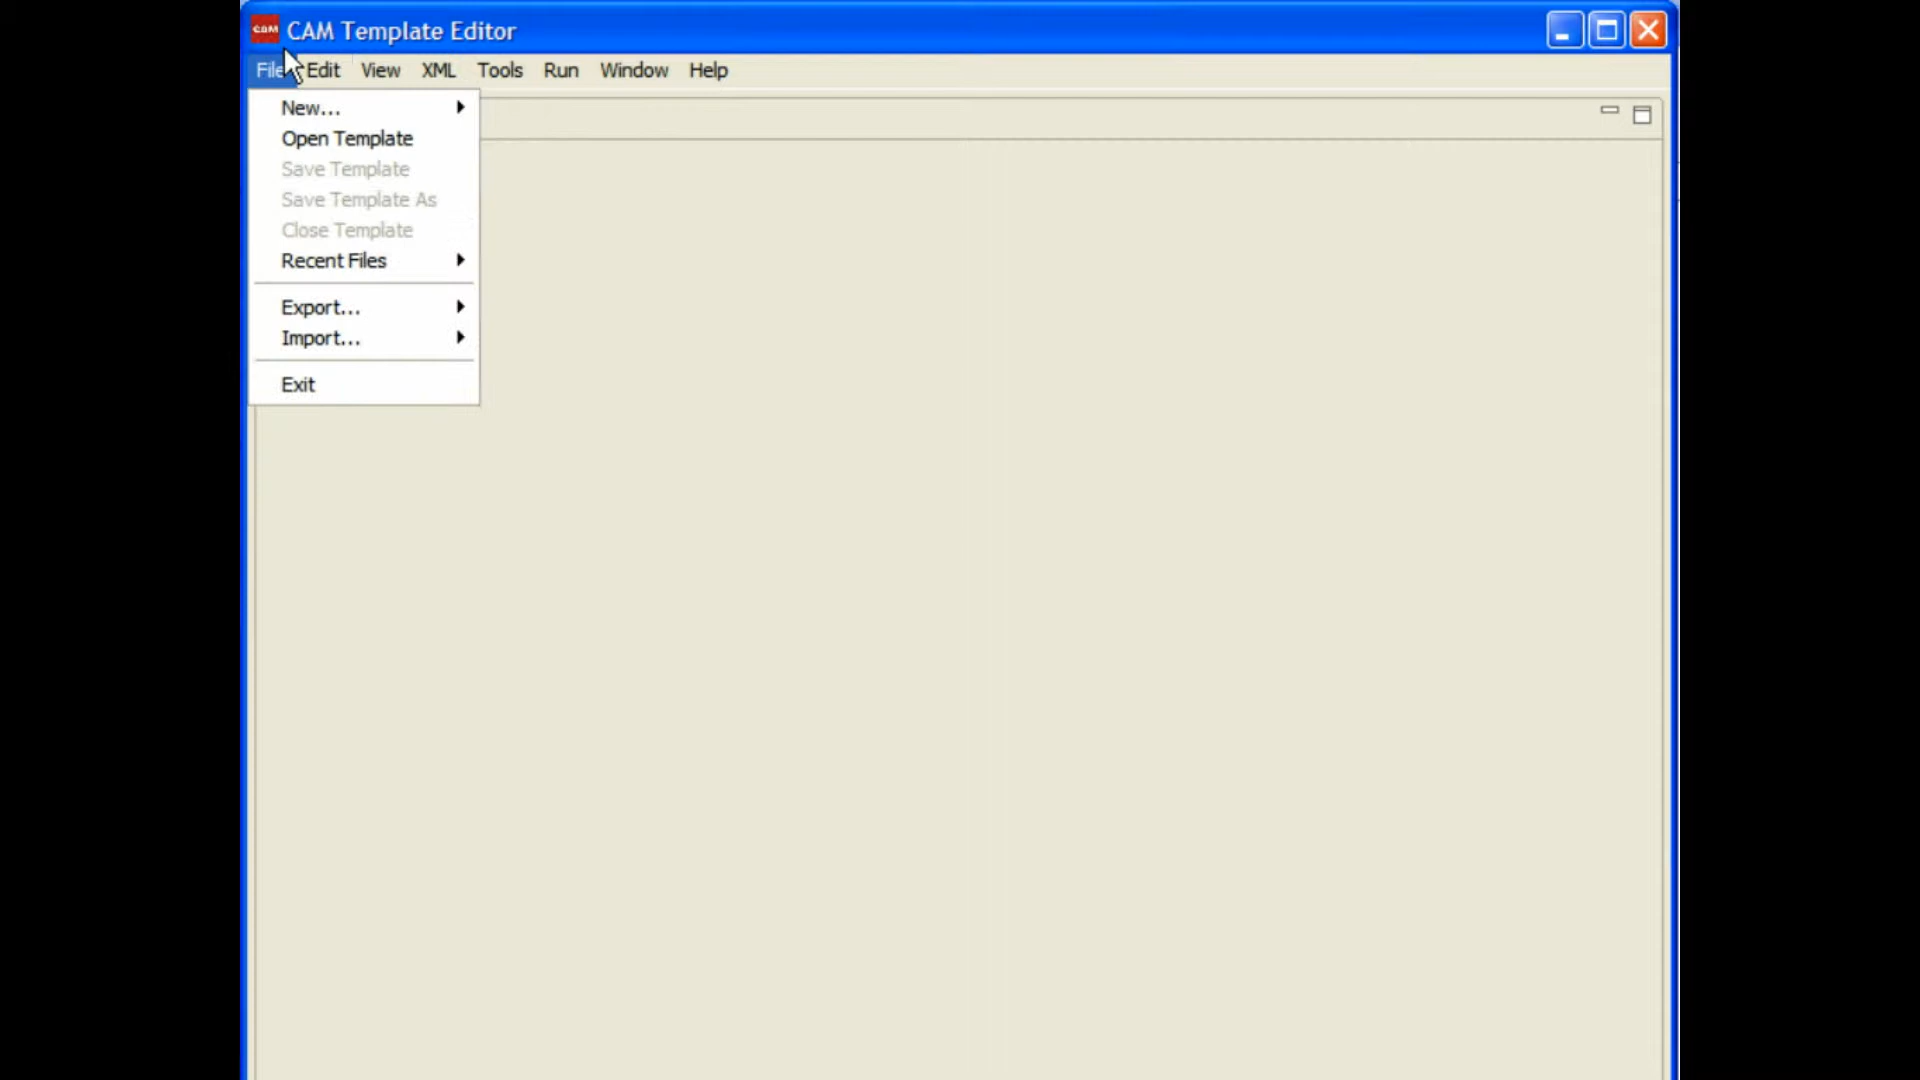 CAM CAM Template Editor
File Edit View XML Tools Run Window Help
New...
Open Template
Save Template
Save Template As
Close Template
Recent Files
Export...
Import...
Exit